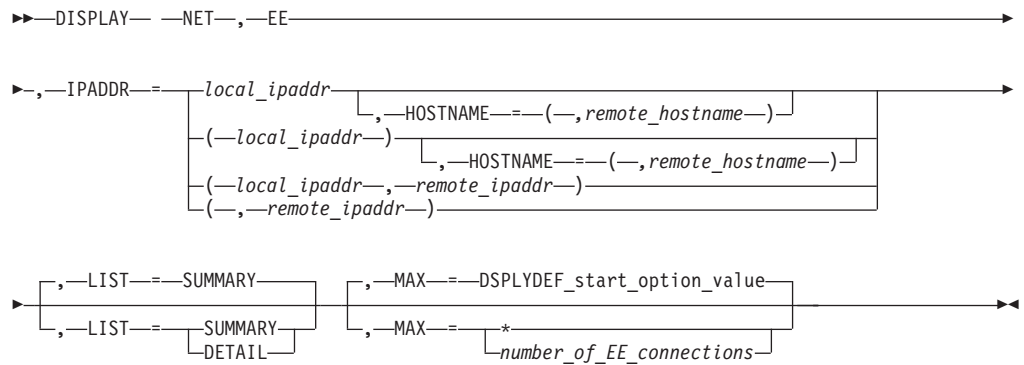 DISPLAY NET , EE
, IPADDR = local_ipaddr
, HOSTNAME = ( ,remote_hostname )
( local_ipaddr )
, HOSTNAME = ( ,remote_hostname )
( local_ipaddr , remote_ipaddr )
( , remote_ipaddr )
, LIST = SUMMARY , MAX = DSPLYDEF_start_option_value
, LIST = SUMMARY , MAX = *
DETAIL number_of_EE_connections